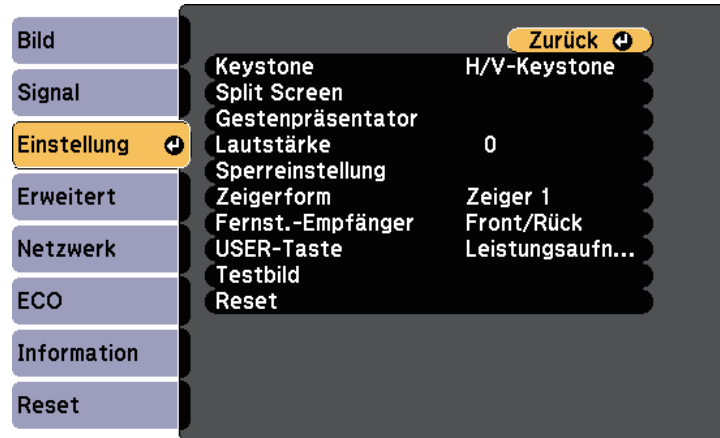 Bild
Signal
Einstellung
Erweitert
Netzwerk
ECO
Information
Reset
Zurück
Keystone H/V-Keystone
Split Screen
Gestenpräsentator
Lautstärke 0
Sperreinstellung
Zeigerform Zeiger 1
Fernst.-Empfänger Front/Rück
USER-Taste Leistungsaufn...
Testbild
Reset